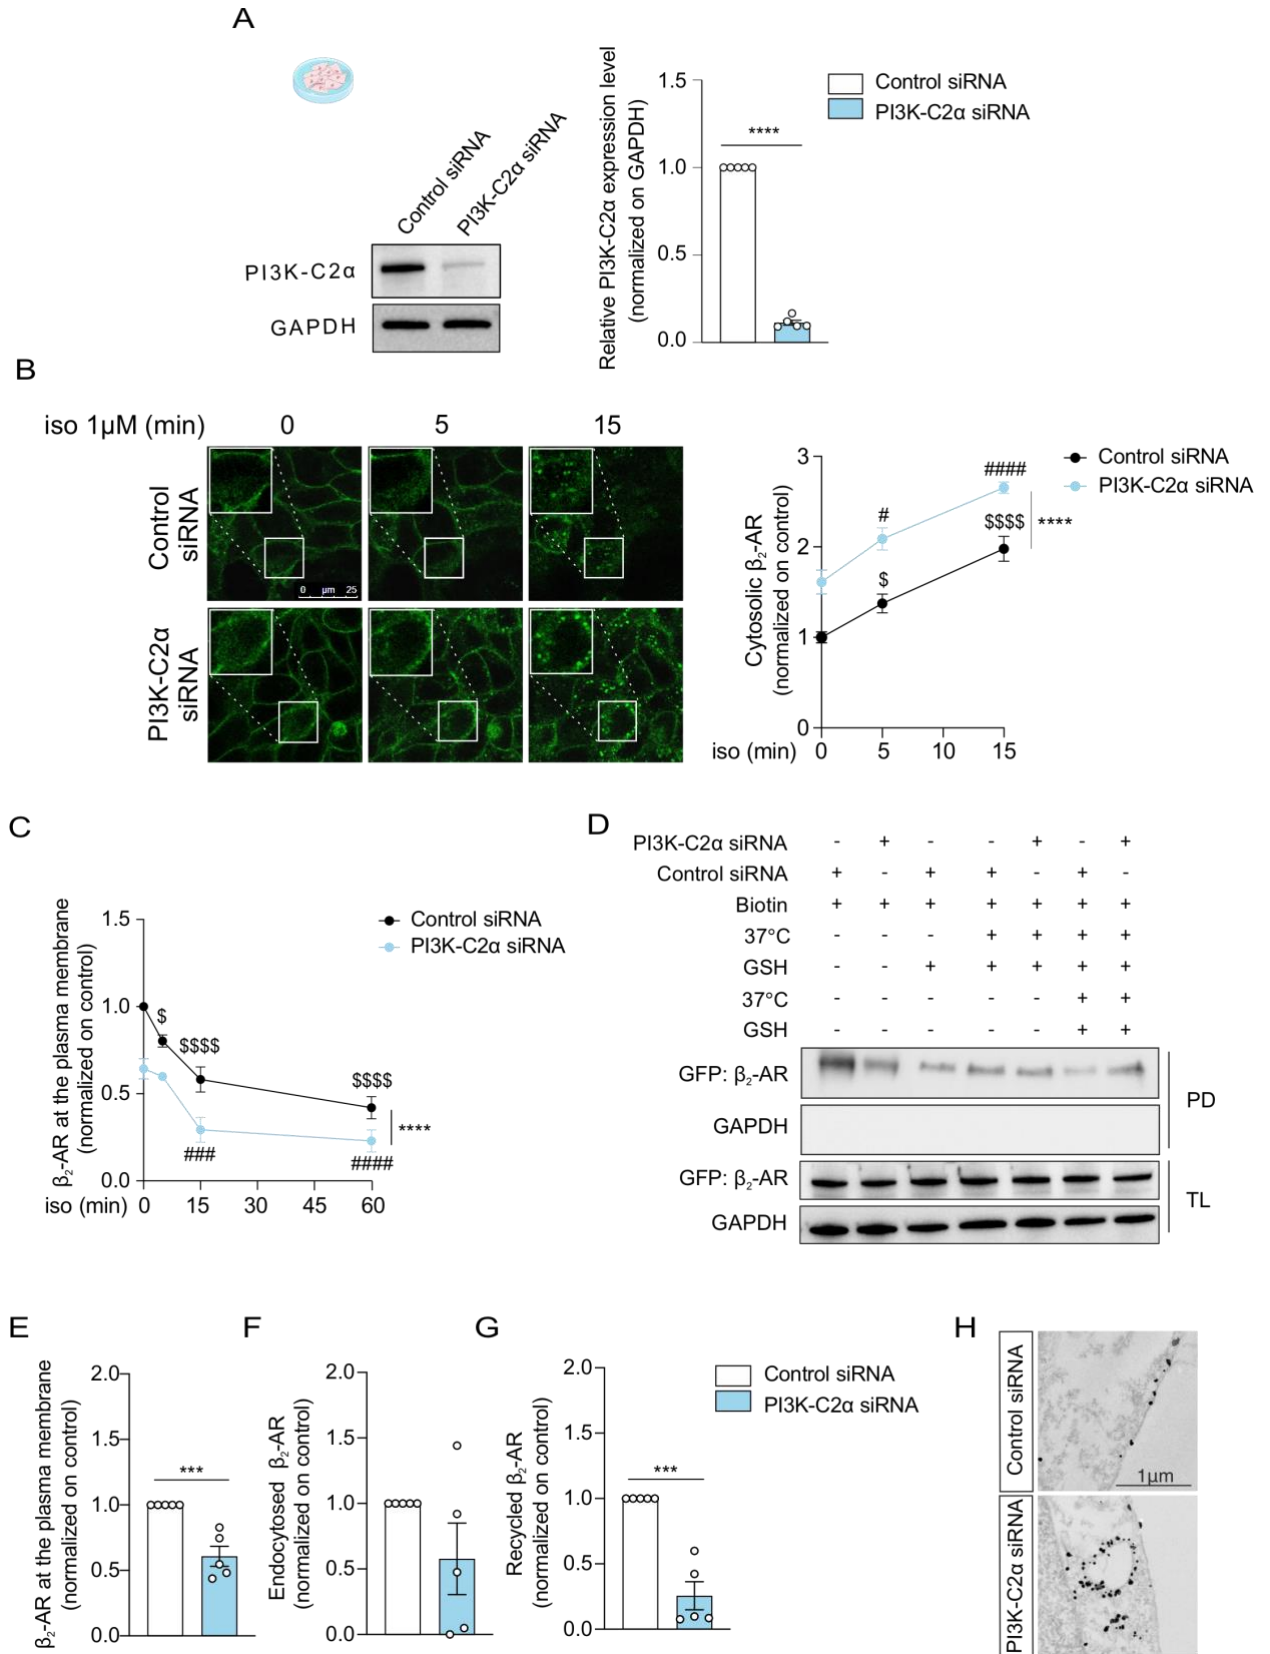 A
Control siRNA
PI3K-C2α siRNA
PI3K-C2α
GAPDH
Relative PI3K-C2α expression level
(normalized on GAPDH)
1.5
1.0
0.5
0.0
****
Control siRNA
PI3K-C2α siRNA
B
iso 1µM (min) 0 5 15
Control
siRNA
0 µm 25
PI3K-C2α
siRNA
Cytosolic β2-AR
(normalized on control)
3
2
1
0
#
####
$
$$$$
****
iso (min) 0 5 10 15
Control siRNA
PI3K-C2α siRNA
C
β2-AR at the plasma membrane
(normalized on control)
1.5
1.0
0.5
0.0
$
$$$$
$$$$
****
###
####
iso (min) 0 15 30 45 60
Control siRNA
PI3K-C2α siRNA
D
PI3K-C2α siRNA - + - - + - +
Control siRNA + - + + - + -
Biotin + + + + + + +
37°C - - - + + + +
GSH - - + + + + +
37°C - - - - - + +
GSH - - - - - + +
GFP: β2-AR
GAPDH
PD
GFP: β2-AR
GAPDH
TL
E
β2-AR at the plasma membrane
(normalized on control)
2.0
1.5
1.0
0.5
0.0
***
F
Endocytosed β2-AR
(normalized on control)
2.0
1.5
1.0
0.5
0.0
G
Recycled β2-AR
(normalized on control)
2.0
1.5
1.0
0.5
0.0
***
Control siRNA
PI3K-C2α siRNA
H
Control siRNA
1µm
PI3K-C2α siRNA